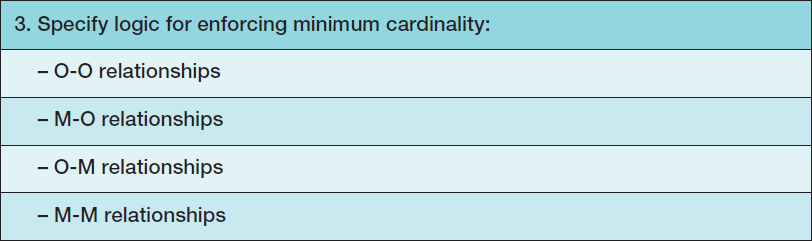 3. Specify logic for enforcing minimum cardinality:
– O-O relationships
– M-O relationships
– O-M relationships
– M-M relationships